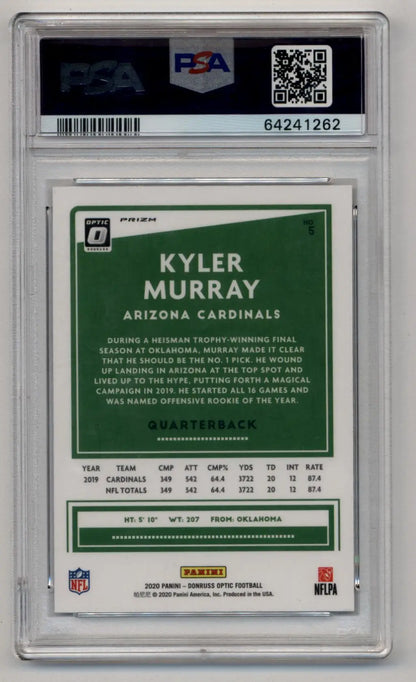 PSA
PSA
64241262
OPTIC
DONRUSS
PRIZM
NO.
5
KYLER
MURRAY
ARIZONA CARDINALS
DURING A HEISMAN TROPHY-WINNING FINAL
SEASON AT OKLAHOMA, MURRAY MADE IT CLEAR
THAT HE SHOULD BE THE NO. 1 PICK. HE WOUND
UP LANDING IN ARIZONA AT THE TOP SPOT AND
LIVED UP TO THE HYPE, PUTTING FORTH A MAGICAL
CAMPAIGN IN 2019. HE STARTED ALL 16 GAMES AND
WAS NAMED OFFENSIVE ROOKIE OF THE YEAR.
QUARTERBACK
YEAR TEAM CMP ATT CMP% YDS TD INT RATE
2019 CARDINALS 349 542 64.4 3722 20 12 87.4
NFL TOTALS 349 542 64.4 3722 20 12 87.4
HT: 5' 10" WT: 207 FROM: OKLAHOMA
NFL
PANINI
NFLPA
2020 PANINI – DONRUSS OPTIC FOOTBALL
帕尼尼 © 2020 Panini America, Inc. Produced in the USA.